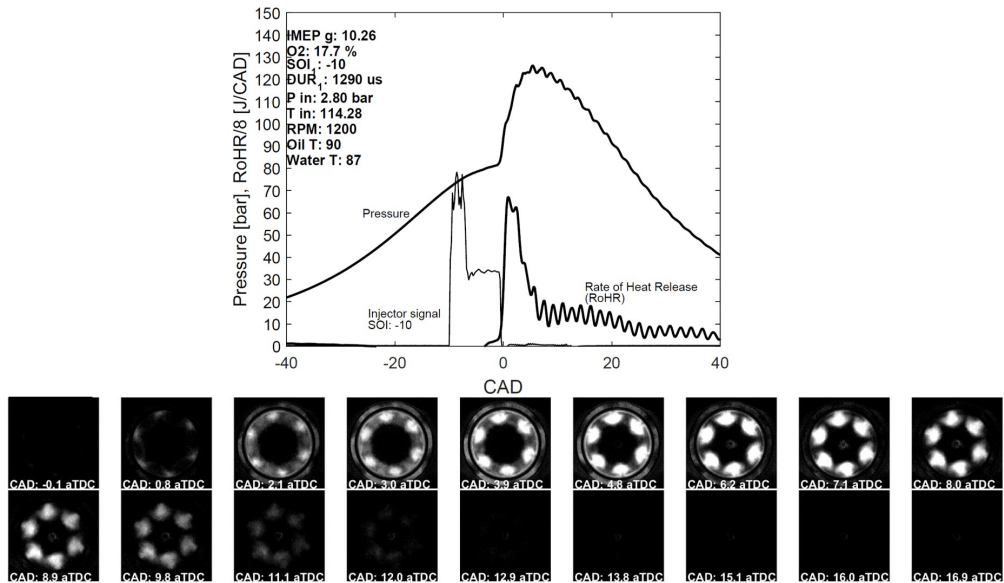 150
140
130
120
110
100
90
80
70
60
50
40
30
20
10
0
Pressure [bar], RoHR/8 [J/CAD]
IMEP g: 10.26
O2: 17.7 %
SOI1: -10
DUR1: 1290 us
P in: 2.80 bar
T in: 114.28
RPM: 1200
Oil T: 90
Water T: 87
Pressure
Injector signal
SOI: -10
Rate of Heat Release
(RoHR)
-40 -20 0 20 40
CAD
CAD: -0.1 aTDC
CAD: 0.8 aTDC
CAD: 2.1 aTDC
CAD: 3.0 aTDC
CAD: 3.9 aTDC
CAD: 4.8 aTDC
CAD: 6.2 aTDC
CAD: 7.1 aTDC
CAD: 8.0 aTDC
CAD: 8.9 aTDC
CAD: 9.8 aTDC
CAD: 11.1 aTDC
CAD: 12.0 aTDC
CAD: 12.9 aTDC
CAD: 13.8 aTDC
CAD: 15.1 aTDC
CAD: 16.0 aTDC
CAD: 16.9 aTDC